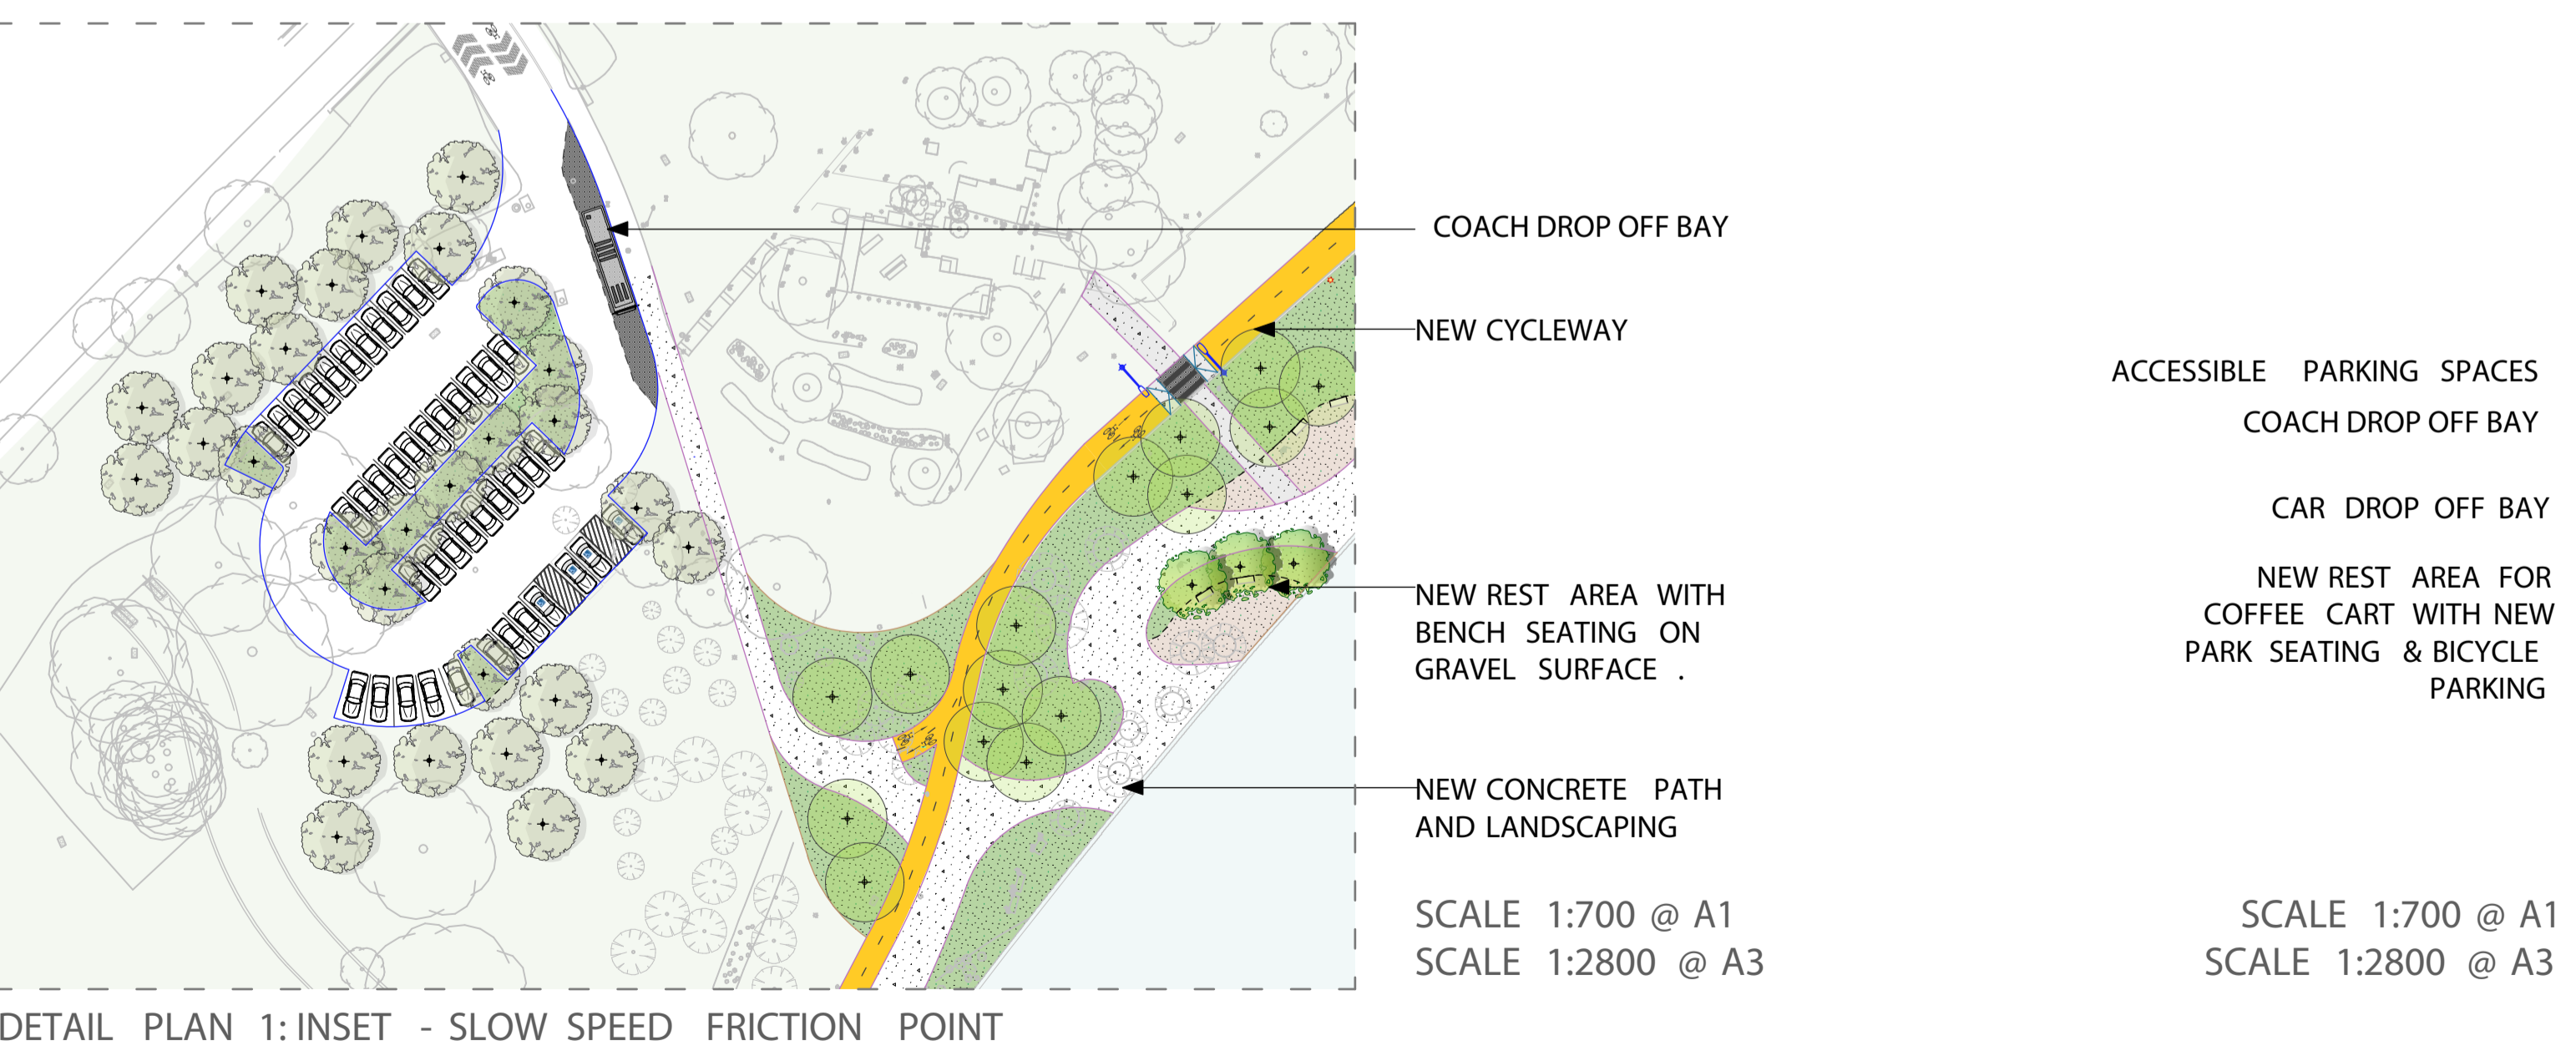 COACH DROP OFF BAY
NEW CYCLEWAY
NEW REST AREA WITH
BENCH SEATING ON
GRAVEL SURFACE .
NEW CONCRETE PATH
AND LANDSCAPING
SCALE 1:700 @ A1
SCALE 1:2800 @ A3
ACCESSIBLE PARKING SPACES
COACH DROP OFF BAY
CAR DROP OFF BAY
NEW REST AREA FOR
COFFEE CART WITH NEW
PARK SEATING & BICYCLE
PARKING
SCALE 1:700 @ A1
SCALE 1:2800 @ A3
DETAIL PLAN 1: INSET - SLOW SPEED FRICTION POINT